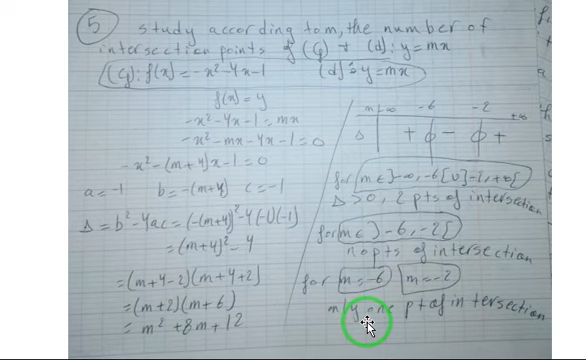 5 study according to m, the number of
intersection points of (Cf) & (d): y=mx
(Cf): f(x) = -x² - 4x - 1 (d): y=mx
f(x) = y
-x² - 4x - 1 = mx
-x² - mx - 4x - 1 = 0
-x² - (m+4)x - 1 = 0
a = -1 b = -(m+4) c = -1
Δ = b² - 4ac = (-(m+4))² - 4(-1)(-1)
= (m+4)² - 4
= (m+4-2)(m+4+2)
= (m+2)(m+6)
= m² + 8m + 12
m -∞ -6 -2 +∞
Δ + ϕ - ϕ +
for m∈]-∞, -6[U]-2, +∞[
Δ>0, 2 pts of intersection
for m∈]-6, -2[
no pts of intersection
for m=-6 m=-2
only one pt of intersection